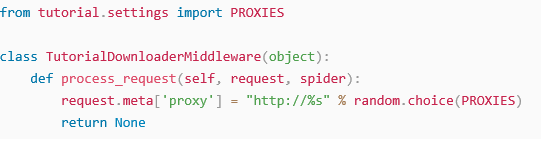 from tutorial.settings import PROXIES
class TutorialDownloaderMiddleware(object):
    def process_request(self, request, spider):
        request.meta['proxy'] = "http://%s" % random.choice(PROXIES)
        return None